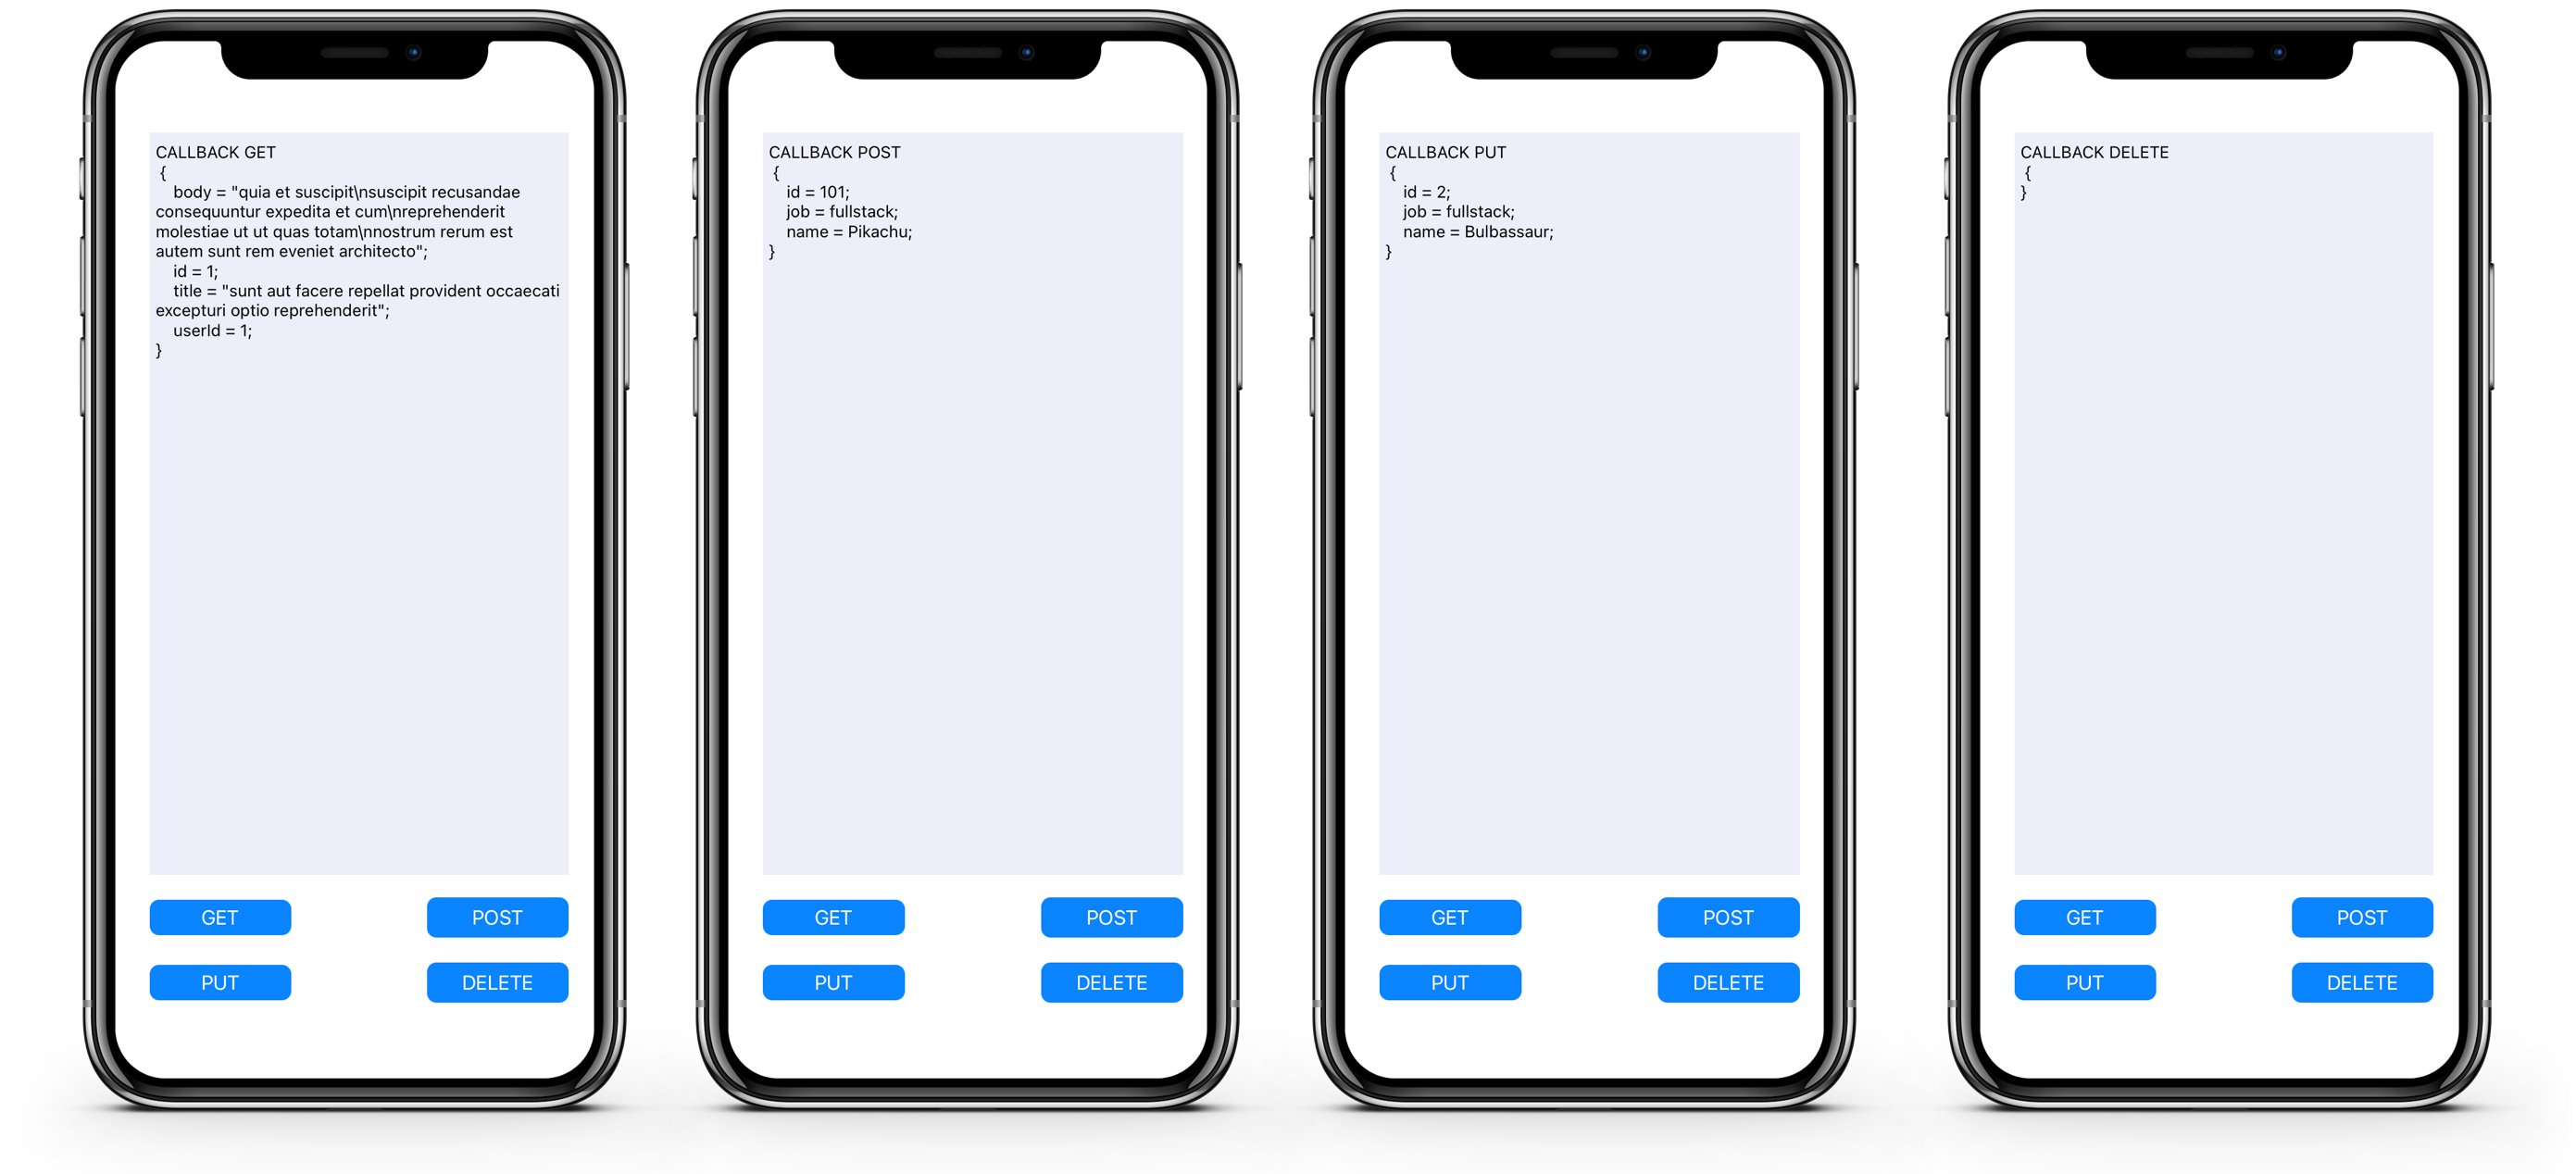 CALLBACK GET
{
body = "quia et suscipit\nsuscipit recusandae
consequuntur expedita et cum\nreprehenderit
molestiae ut ut quas totam\nnostrum rerum est
autem sunt rem eveniet architecto";
id = 1;
title = "sunt aut facere repellat provident occaecati
excepturi optio reprehenderit";
userId = 1;
}
GET
POST
PUT
DELETE
CALLBACK POST
{
id = 101;
job = fullstack;
name = Pikachu;
}
GET
POST
PUT
DELETE
CALLBACK PUT
{
id = 2;
job = fullstack;
name = Bulbassaur;
}
GET
POST
PUT
DELETE
CALLBACK DELETE
{
}
GET
POST
PUT
DELETE